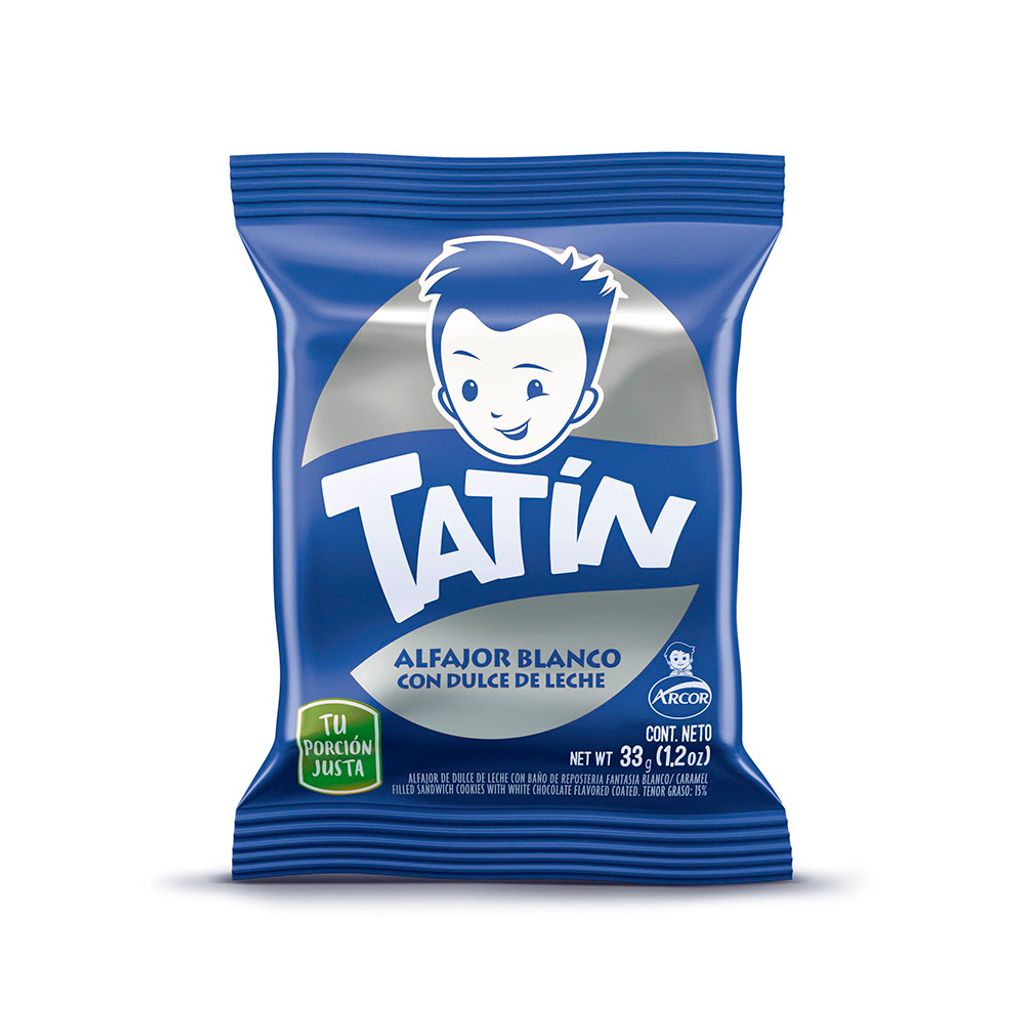 TATÍN
ALFAJOR BLANCO
CON DULCE DE LECHE
ARCOR
TU
PORCIÓN
JUSTA
CONT. NETO
NET WT 33g (1,2oz)
ALFAJOR DE DULCE DE LECHE CON BAÑO DE REPOSTERIA FANTASIA BLANCO/ CARAMEL
FILLED SANDWICH COOKIES WITH WHITE CHOCOLATE FLAVORED COATED. TENOR GRASO: 15%